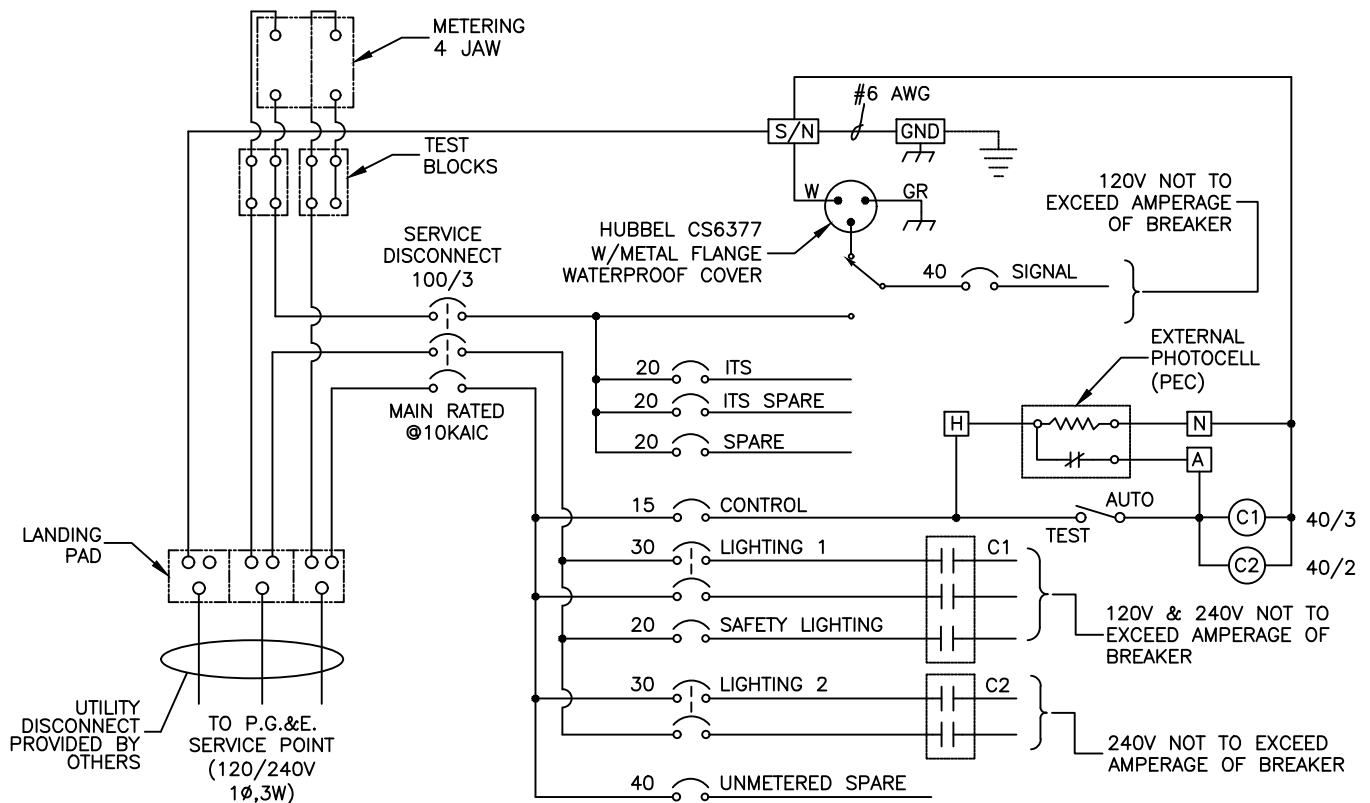 METERING
4 JAW
#6 AWG
S/N
GND
TEST
BLOCKS
W
GR
120V NOT TO
EXCEED AMPERAGE
OF BREAKER
HUBBEL CS6377
W/METAL FLANGE
WATERPROOF COVER
SERVICE
DISCONNECT
100/3
40 SIGNAL
EXTERNAL
PHOTOCELL
(PEC)
20 ITS
20 ITS SPARE
20 SPARE
MAIN RATED
@10KAIC
H
N
A
15 CONTROL
AUTO
TEST
C1
40/3
C2
40/2
LANDING
PAD
30 LIGHTING 1
C1
20 SAFETY LIGHTING
120V & 240V NOT TO
EXCEED AMPERAGE OF
BREAKER
30 LIGHTING 2
C2
240V NOT TO EXCEED
AMPERAGE OF BREAKER
UTILITY
DISCONNECT
PROVIDED BY
OTHERS
TO P.G.&E.
SERVICE POINT
(120/240V
1Ø,3W)
40 UNMETERED SPARE